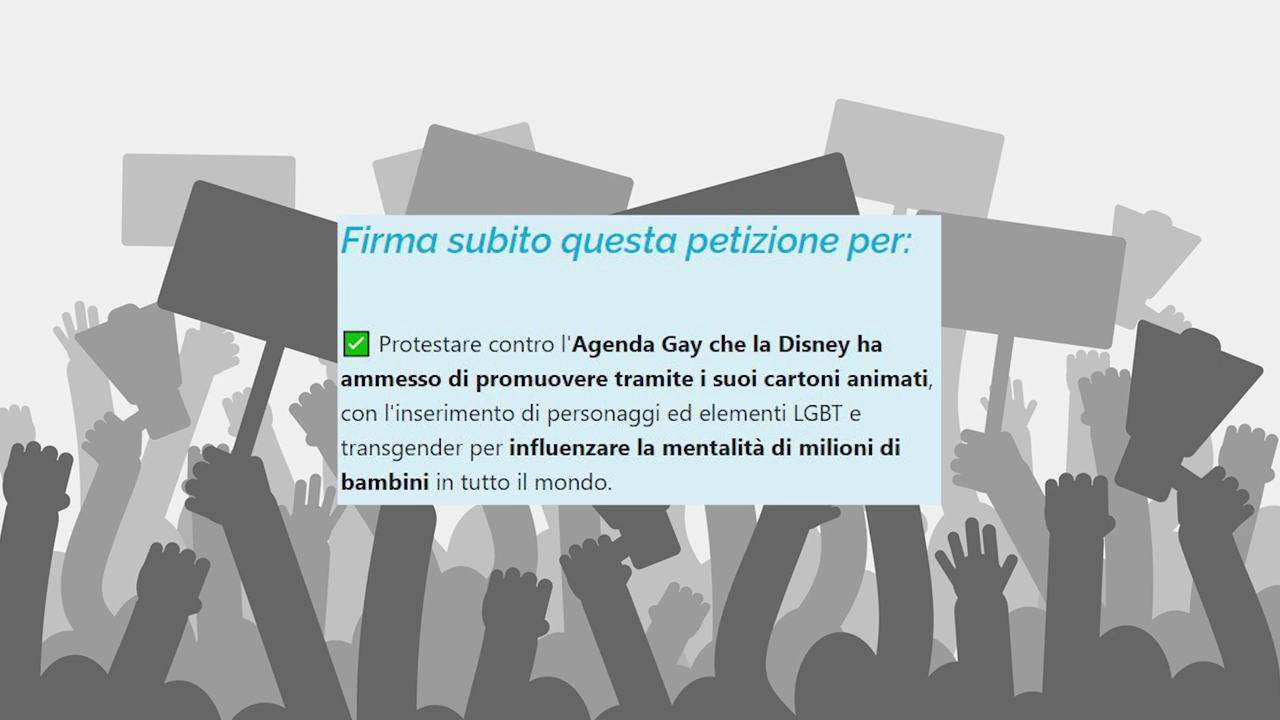 Firma subito questa petizione per:
✅ Protestare contro l'Agenda Gay che la Disney ha
ammesso di promuovere tramite i suoi cartoni animati,
con l'inserimento di personaggi ed elementi LGBT e
transgender per influenzare la mentalità di milioni di
bambini in tutto il mondo.